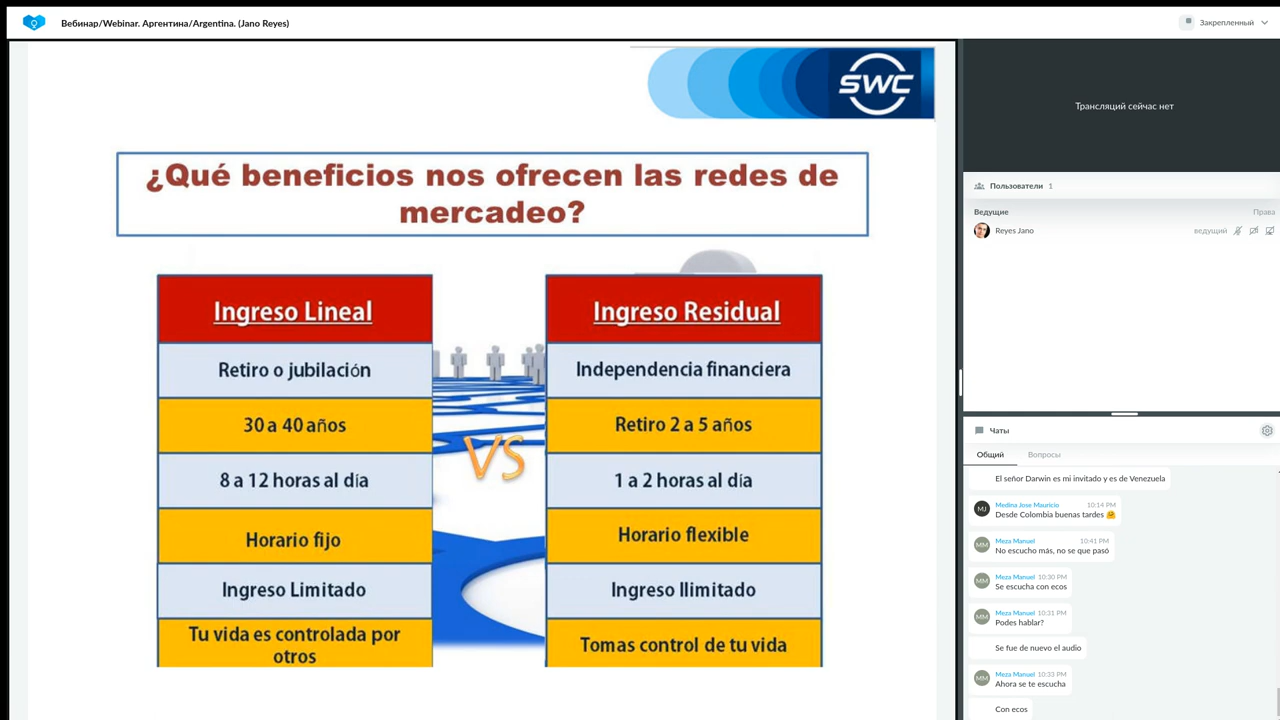 Вебинар/Webinar. Аргентина/Argentina. (Jano Reyes)
Закрепленный
SWC
¿Qué beneficios nos ofrecen las redes de
mercadeo?
Ingreso Lineal
Retiro o jubilación
30 a 40 años
8 a 12 horas al día
Horario fijo
Ingreso Limitado
Tu vida es controlada por
otros
VS
Ingreso Residual
Independencia financiera
Retiro 2 a 5 años
1 a 2 horas al día
Horario flexible
Ingreso Ilimitado
Tomas control de tu vida
Трансляций сейчас нет
Пользователи 1
Ведущие Права
Reyes Jano ведущий
Чаты
Общий Вопросы
El señor Darwin es mi invitado y es de Venezuela
MJ Medina Jose Mauricio 10:14 PM
Desde Colombia buenas tardes 🤗
MM Meza Manuel 10:41 PM
No escucho más, no se que pasó
MM Meza Manuel 10:30 PM
Se escucha con ecos
MM Meza Manuel 10:31 PM
Podes hablar?
Se fue de nuevo el audio
MM Meza Manuel 10:33 PM
Ahora se te escucha
Con ecos